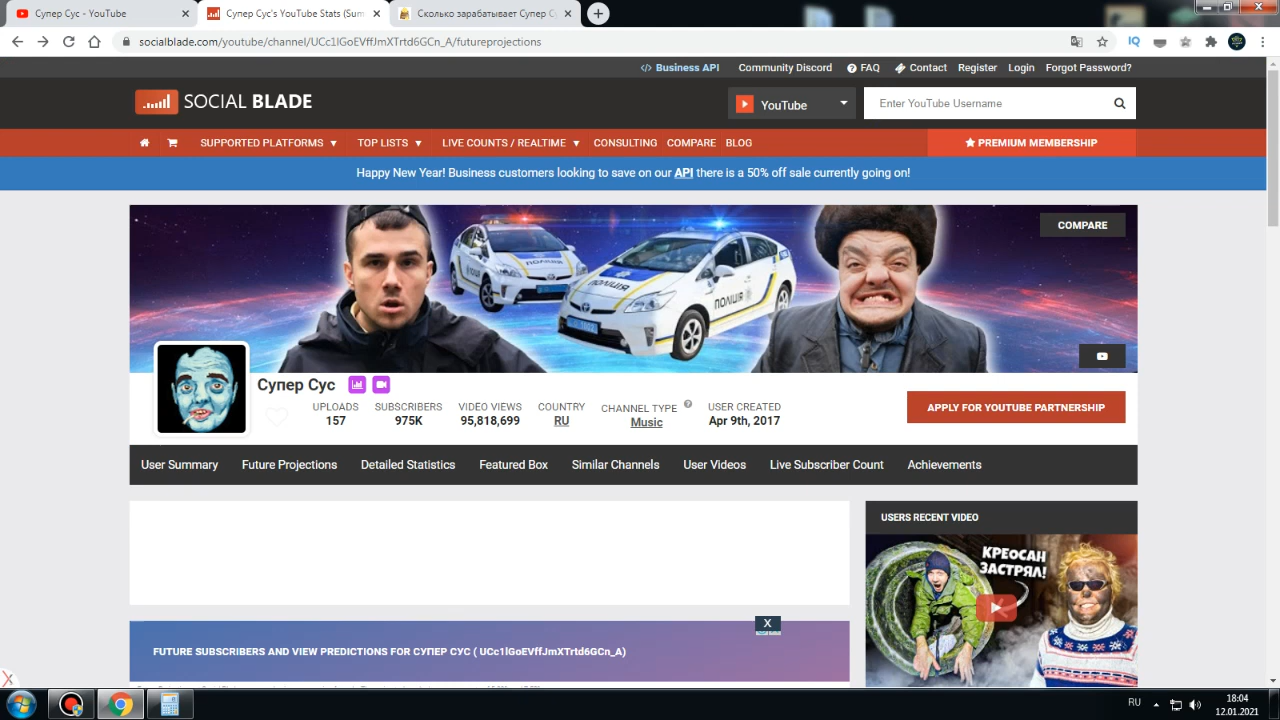 Супер Сус - YouTube
Супер Сус's YouTube Stats (Sum
Сколько зарабатывает Супер С
socialblade.com/youtube/channel/UCc1lGoEVffJmXTrtd6GCn_A/futureprojections
Business API
Community Discord
FAQ
Contact
Register
Login
Forgot Password?
SOCIAL BLADE
YouTube
Enter YouTube Username
SUPPORTED PLATFORMS
TOP LISTS
LIVE COUNTS / REALTIME
CONSULTING
COMPARE
BLOG
PREMIUM MEMBERSHIP
Happy New Year! Business customers looking to save on our API there is a 50% off sale currently going on!
COMPARE
ПОЛІЦІЯ
ПОЛІЦІЯ
Супер Сус
UPLOADS
157
SUBSCRIBERS
975K
VIDEO VIEWS
95,818,699
COUNTRY
RU
CHANNEL TYPE
Music
USER CREATED
Apr 9th, 2017
APPLY FOR YOUTUBE PARTNERSHIP
User Summary
Future Projections
Detailed Statistics
Featured Box
Similar Channels
User Videos
Live Subscriber Count
Achievements
USERS RECENT VIDEO
КРЕОСАН
ЗАСТРЯЛ!
X
FUTURE SUBSCRIBERS AND VIEW PREDICTIONS FOR СУПЕР СУС ( UCc1lGoEVffJmXTrtd6GCn_A)
RU
18:04
12.01.2021